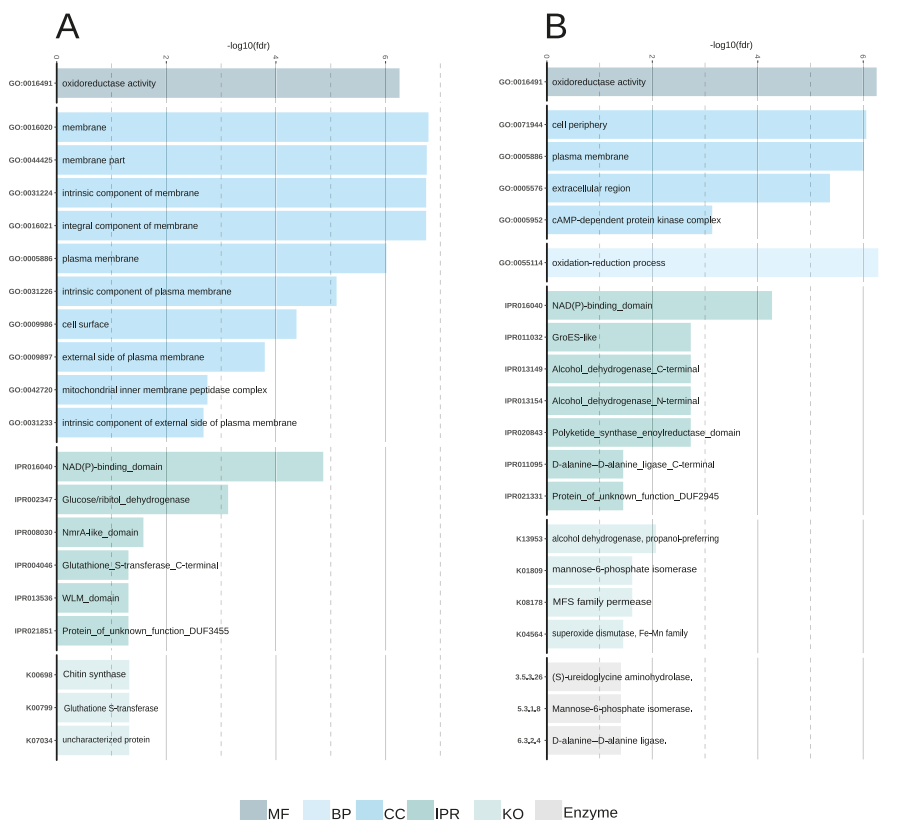 A
-log10(fdr)
0 2 4 6
GO:0016491 oxidoreductase activity
GO:0016020 membrane
GO:0044425 membrane part
GO:0031224 intrinsic component of membrane
GO:0016021 integral component of membrane
GO:0005886 plasma membrane
GO:0031226 intrinsic component of plasma membrane
GO:0009986 cell surface
GO:0009897 external side of plasma membrane
GO:0042720 mitochondrial inner membrane peptidase complex
GO:0031233 intrinsic component of external side of plasma membrane
IPR016040 NAD(P)-binding_domain
IPR002347 Glucose/ribitol_dehydrogenase
IPR008030 NmrA-like_domain
IPR004046 Glutathione_S-transferase_C-terminal
IPR013536 WLM_domain
IPR021851 Protein_of_unknown_function_DUF3455
K00698 Chitin synthase
K00799 Gluthatione S-transferase
K07034 uncharacterized protein
B
-log10(fdr)
0 2 4 6
GO:0016491 oxidoreductase activity
GO:0071944 cell periphery
GO:0005886 plasma membrane
GO:0005576 extracellular region
GO:0005952 cAMP-dependent protein kinase complex
GO:0055114 oxidation-reduction process
IPR016040 NAD(P)-binding_domain
IPR011032 GroES-like
IPR013149 Alcohol_dehydrogenase_C-terminal
IPR013154 Alcohol_dehydrogenase_N-terminal
IPR020843 Polyketide_synthase_enoylreductase_domain
IPR011095 D-alanine--D-alanine_ligase_C-terminal
IPR021331 Protein_of_unknown_function_DUF2945
K13953 alcohol dehydrogenase, propanol-preferring
K01809 mannose-6-phosphate isomerase
K08178 MFS family permease
K04564 superoxide dismutase, Fe-Mn family
3.5.3.26 (S)-ureidoglycine aminohydrolase.
5.3.1.8 Mannose-6-phosphate isomerase.
6.3.2.4 D-alanine--D-alanine ligase.
MF BP CC IPR KO Enzyme